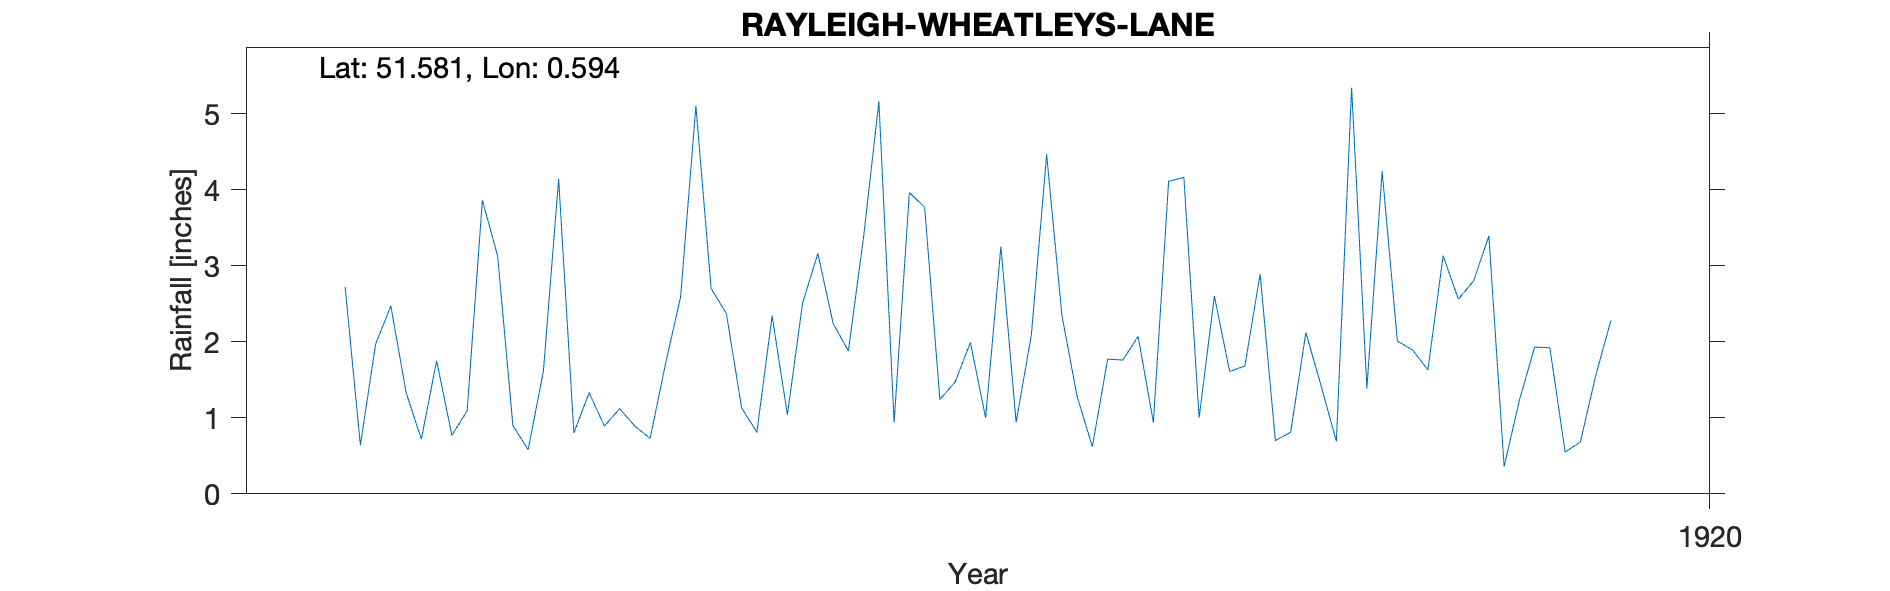 RAYLEIGH-WHEATLEYS-LANE
Lat: 51.581, Lon: 0.594
5
4
3
2
1
0
Rainfall [inches]
1920
Year